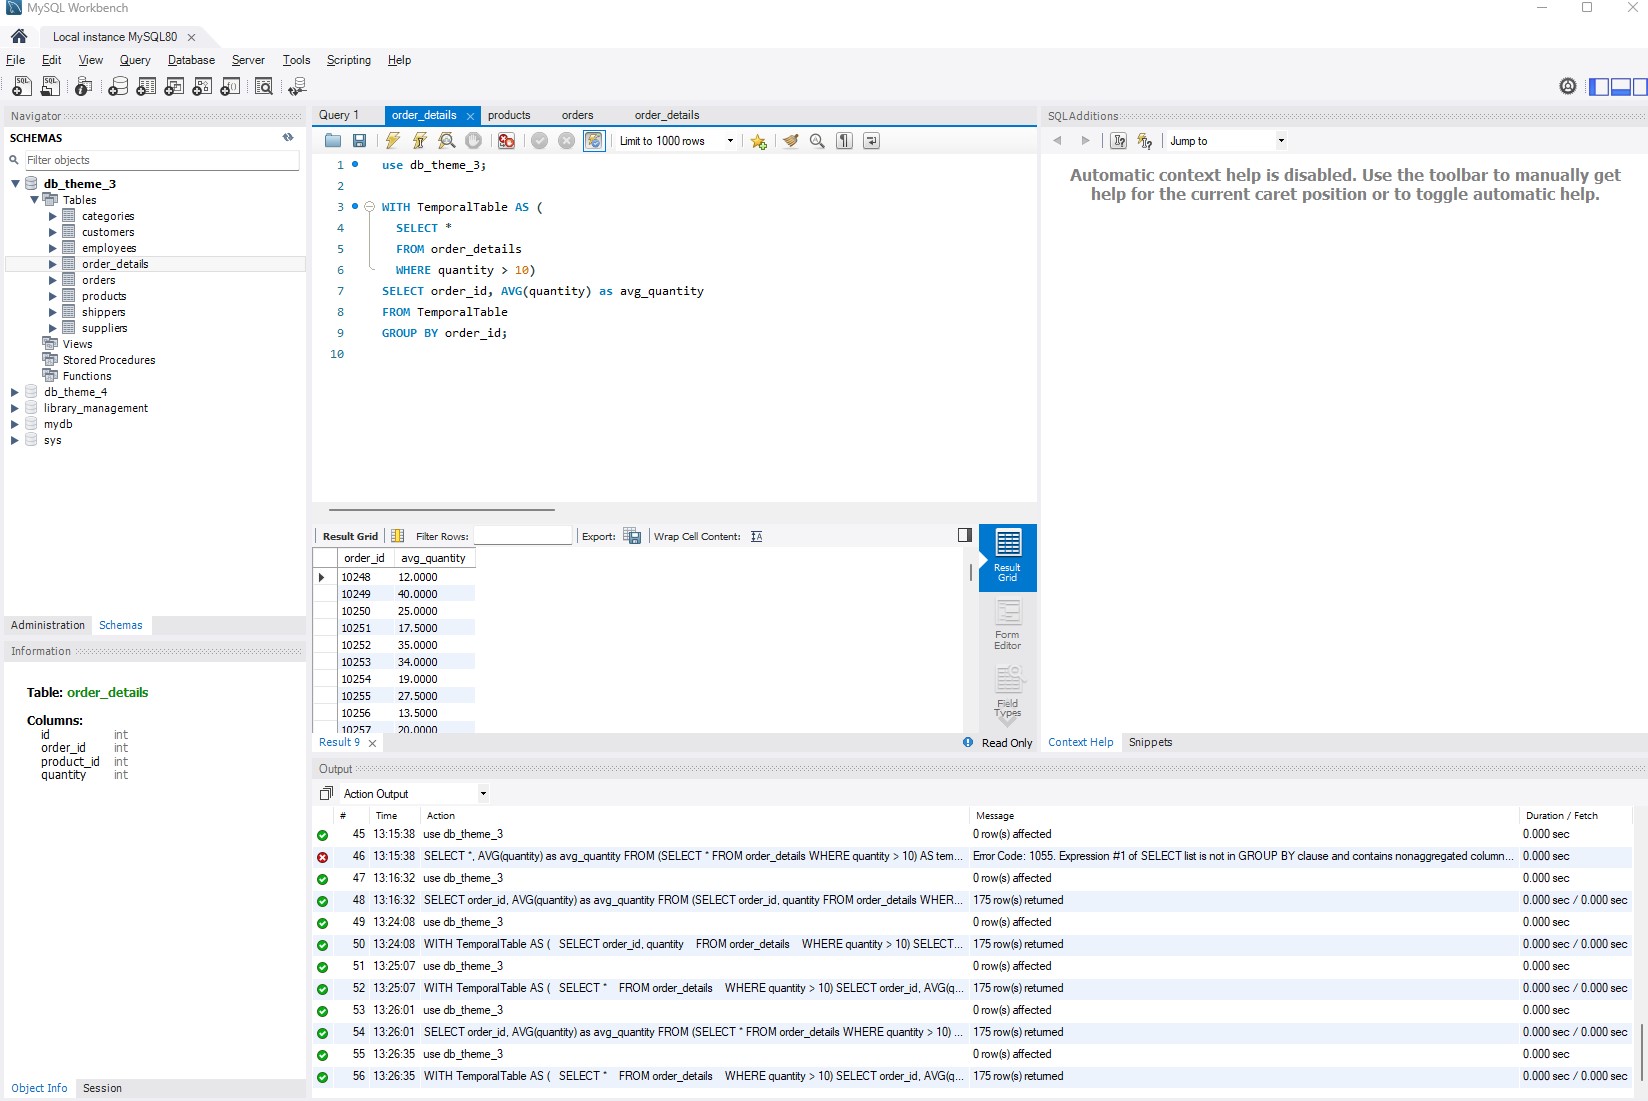 MySQL Workbench
Local instance MySQL80
File Edit View Query Database Server Tools Scripting Help
Navigator
SCHEMAS
Filter objects
db_theme_3
Tables
categories
customers
employees
order_details
orders
products
shippers
suppliers
Views
Stored Procedures
Functions
db_theme_4
library_management
mydb
sys
Administration Schemas
Information
Table: order_details
Columns:
id int
order_id int
product_id int
quantity int
Object Info Session
Query 1 order_details products orders order_details
Limit to 1000 rows
1 use db_theme_3;
2
3 WITH TemporalTable AS (
4 SELECT *
5 FROM order_details
6 WHERE quantity > 10)
7 SELECT order_id, AVG(quantity) as avg_quantity
8 FROM TemporalTable
9 GROUP BY order_id;
10
Result Grid Filter Rows: Export: Wrap Cell Content:
order_id avg_quantity
10248 12.0000
10249 40.0000
10250 25.0000
10251 17.5000
10252 35.0000
10253 34.0000
10254 19.0000
10255 27.5000
10256 13.5000
10257 20.0000
Result Grid
Form Editor
Field Types
Result 9 Read Only
SQLAdditions
Jump to
Automatic context help is disabled. Use the toolbar to manually get
help for the current caret position or to toggle automatic help.
Context Help Snippets
Output
Action Output
# Time Action Message Duration / Fetch
45 13:15:38 use db_theme_3 0 row(s) affected 0.000 sec
46 13:15:38 SELECT *, AVG(quantity) as avg_quantity FROM (SELECT * FROM order_details WHERE quantity > 10) AS tem... Error Code: 1055. Expression #1 of SELECT list is not in GROUP BY clause and contains nonaggregated column... 0.000 sec
47 13:16:32 use db_theme_3 0 row(s) affected 0.000 sec
48 13:16:32 SELECT order_id, AVG(quantity) as avg_quantity FROM (SELECT order_id, quantity FROM order_details WHER... 175 row(s) returned 0.000 sec / 0.000 sec
49 13:24:08 use db_theme_3 0 row(s) affected 0.000 sec
50 13:24:08 WITH TemporalTable AS ( SELECT order_id, quantity FROM order_details WHERE quantity > 10) SELECT... 175 row(s) returned 0.000 sec / 0.000 sec
51 13:25:07 use db_theme_3 0 row(s) affected 0.000 sec
52 13:25:07 WITH TemporalTable AS ( SELECT * FROM order_details WHERE quantity > 10) SELECT order_id, AVG(q... 175 row(s) returned 0.000 sec / 0.000 sec
53 13:26:01 use db_theme_3 0 row(s) affected 0.000 sec
54 13:26:01 SELECT order_id, AVG(quantity) as avg_quantity FROM (SELECT * FROM order_details WHERE quantity > 10) ... 175 row(s) returned 0.000 sec / 0.000 sec
55 13:26:35 use db_theme_3 0 row(s) affected 0.000 sec
56 13:26:35 WITH TemporalTable AS ( SELECT * FROM order_details WHERE quantity > 10) SELECT order_id, AVG(q... 175 row(s) returned 0.000 sec / 0.000 sec